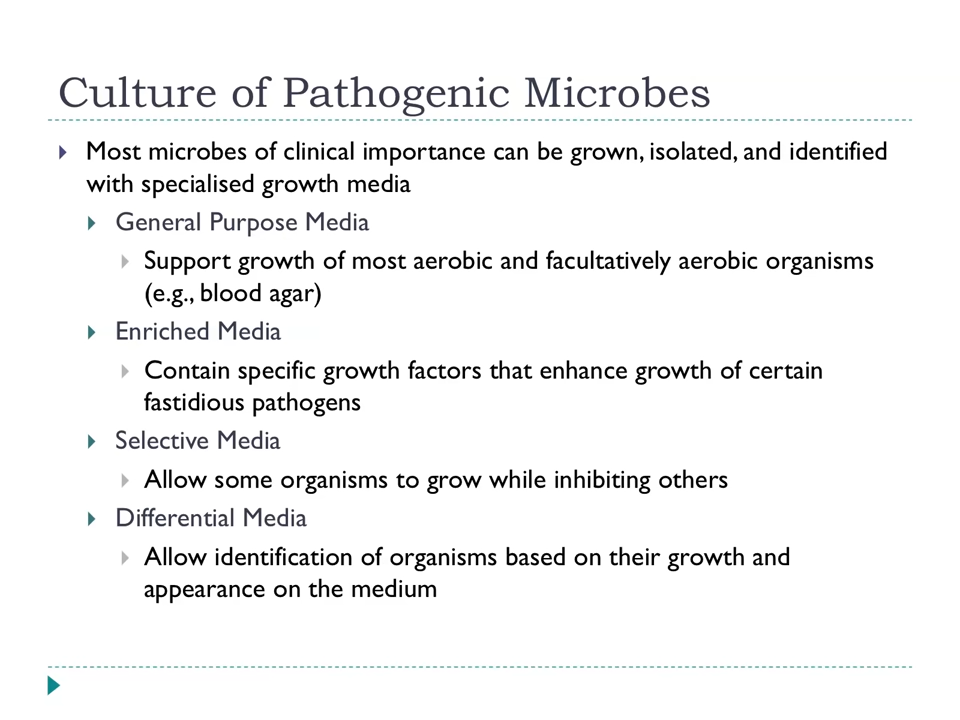 Culture of Pathogenic Microbes
Most microbes of clinical importance can be grown, isolated, and identified
with specialised growth media
General Purpose Media
Support growth of most aerobic and facultatively aerobic organisms
(e.g., blood agar)
Enriched Media
Contain specific growth factors that enhance growth of certain
fastidious pathogens
Selective Media
Allow some organisms to grow while inhibiting others
Differential Media
Allow identification of organisms based on their growth and
appearance on the medium